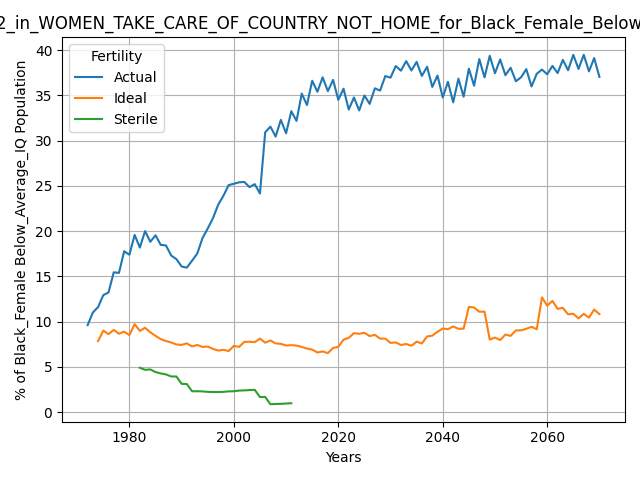 2_in_WOMEN_TAKE_CARE_OF_COUNTRY_NOT_HOME_for_Black_Female_Below
% of Black_Female Below_Average_IQ Population
40
35
30
25
20
15
10
5
0
Fertility
Actual
Ideal
Sterile
1980
2000
2020
2040
2060
Years